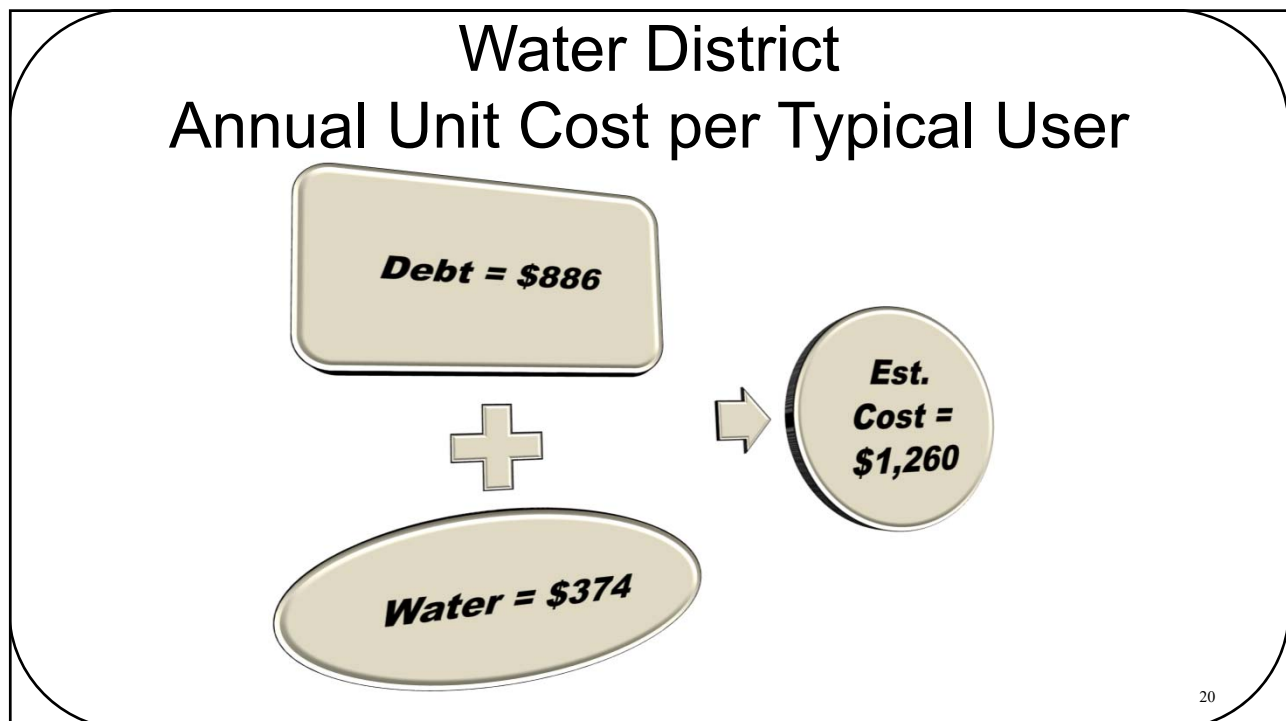 Water District
Annual Unit Cost per Typical User
Debt = $886
Water = $374
Est.
Cost =
$1,260
20